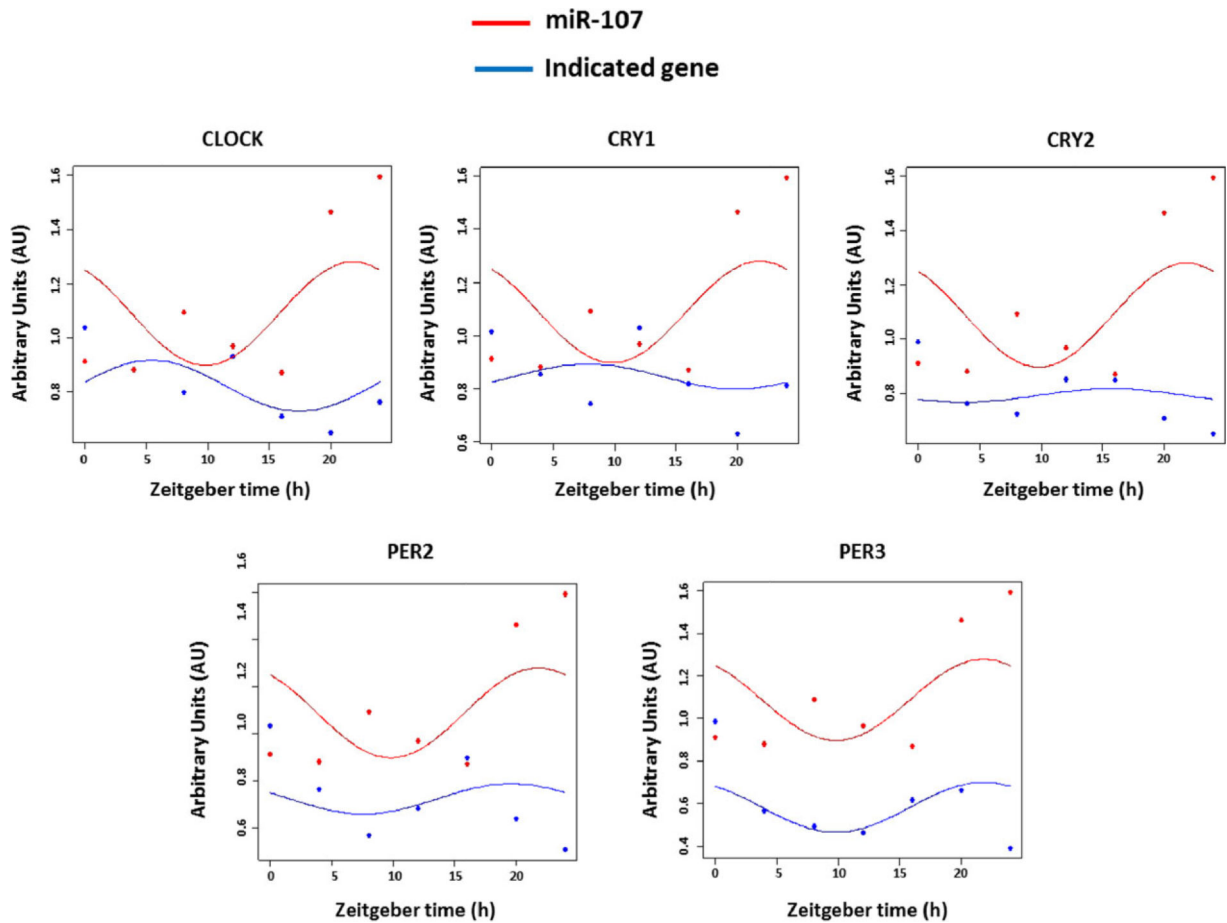 miR-107
Indicated gene
CLOCK
Arbitrary Units (AU)
1.6
1.4
1.2
1.0
0.8
0 5 10 15 20
Zeitgeber time (h)
CRY1
Arbitrary Units (AU)
1.6
1.4
1.2
1.0
0.8
0.6
0 5 10 15 20
Zeitgeber time (h)
CRY2
Arbitrary Units (AU)
1.6
1.4
1.2
1.0
0.8
0 5 10 15 20
Zeitgeber time (h)
PER2
Arbitrary Units (AU)
1.6
1.4
1.2
1.0
0.8
0.6
0 5 10 15 20
Zeitgeber time (h)
PER3
Arbitrary Units (AU)
1.6
1.4
1.2
1.0
0.8
0.6
0.4
0 5 10 15 20
Zeitgeber time (h)